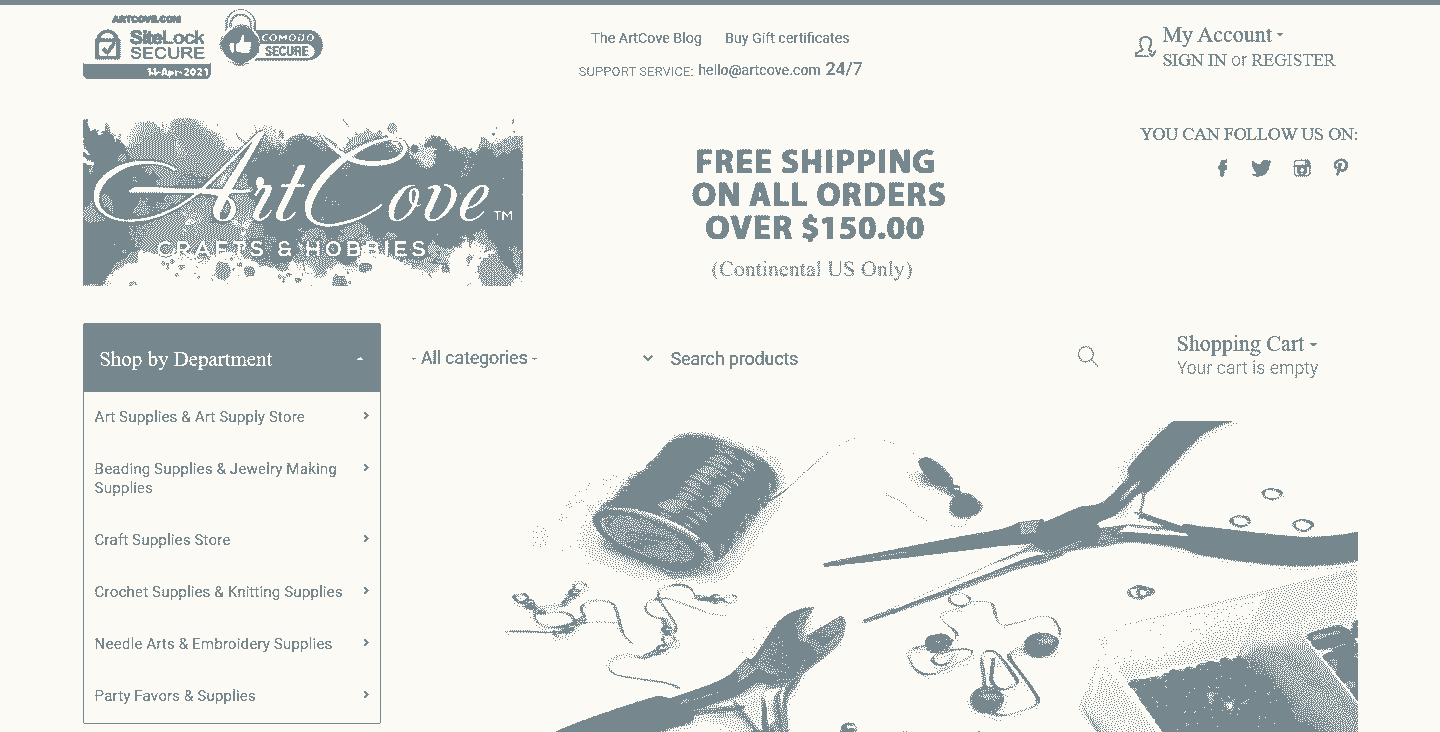 ARTCOVE.COM
SiteLock
SECURE
14-Apr-2021
COMODO
SECURE
The ArtCove Blog
Buy Gift certificates
SUPPORT SERVICE: hello@artcove.com 24/7
My Account
SIGN IN or REGISTER
ArtCove™
CRAFTS & HOBBIES
FREE SHIPPING
ON ALL ORDERS
OVER $150.00
(Continental US Only)
YOU CAN FOLLOW US ON:
Shop by Department
- All categories -
Search products
Shopping Cart
Your cart is empty
Art Supplies & Art Supply Store
Beading Supplies & Jewelry Making
Supplies
Craft Supplies Store
Crochet Supplies & Knitting Supplies
Needle Arts & Embroidery Supplies
Party Favors & Supplies